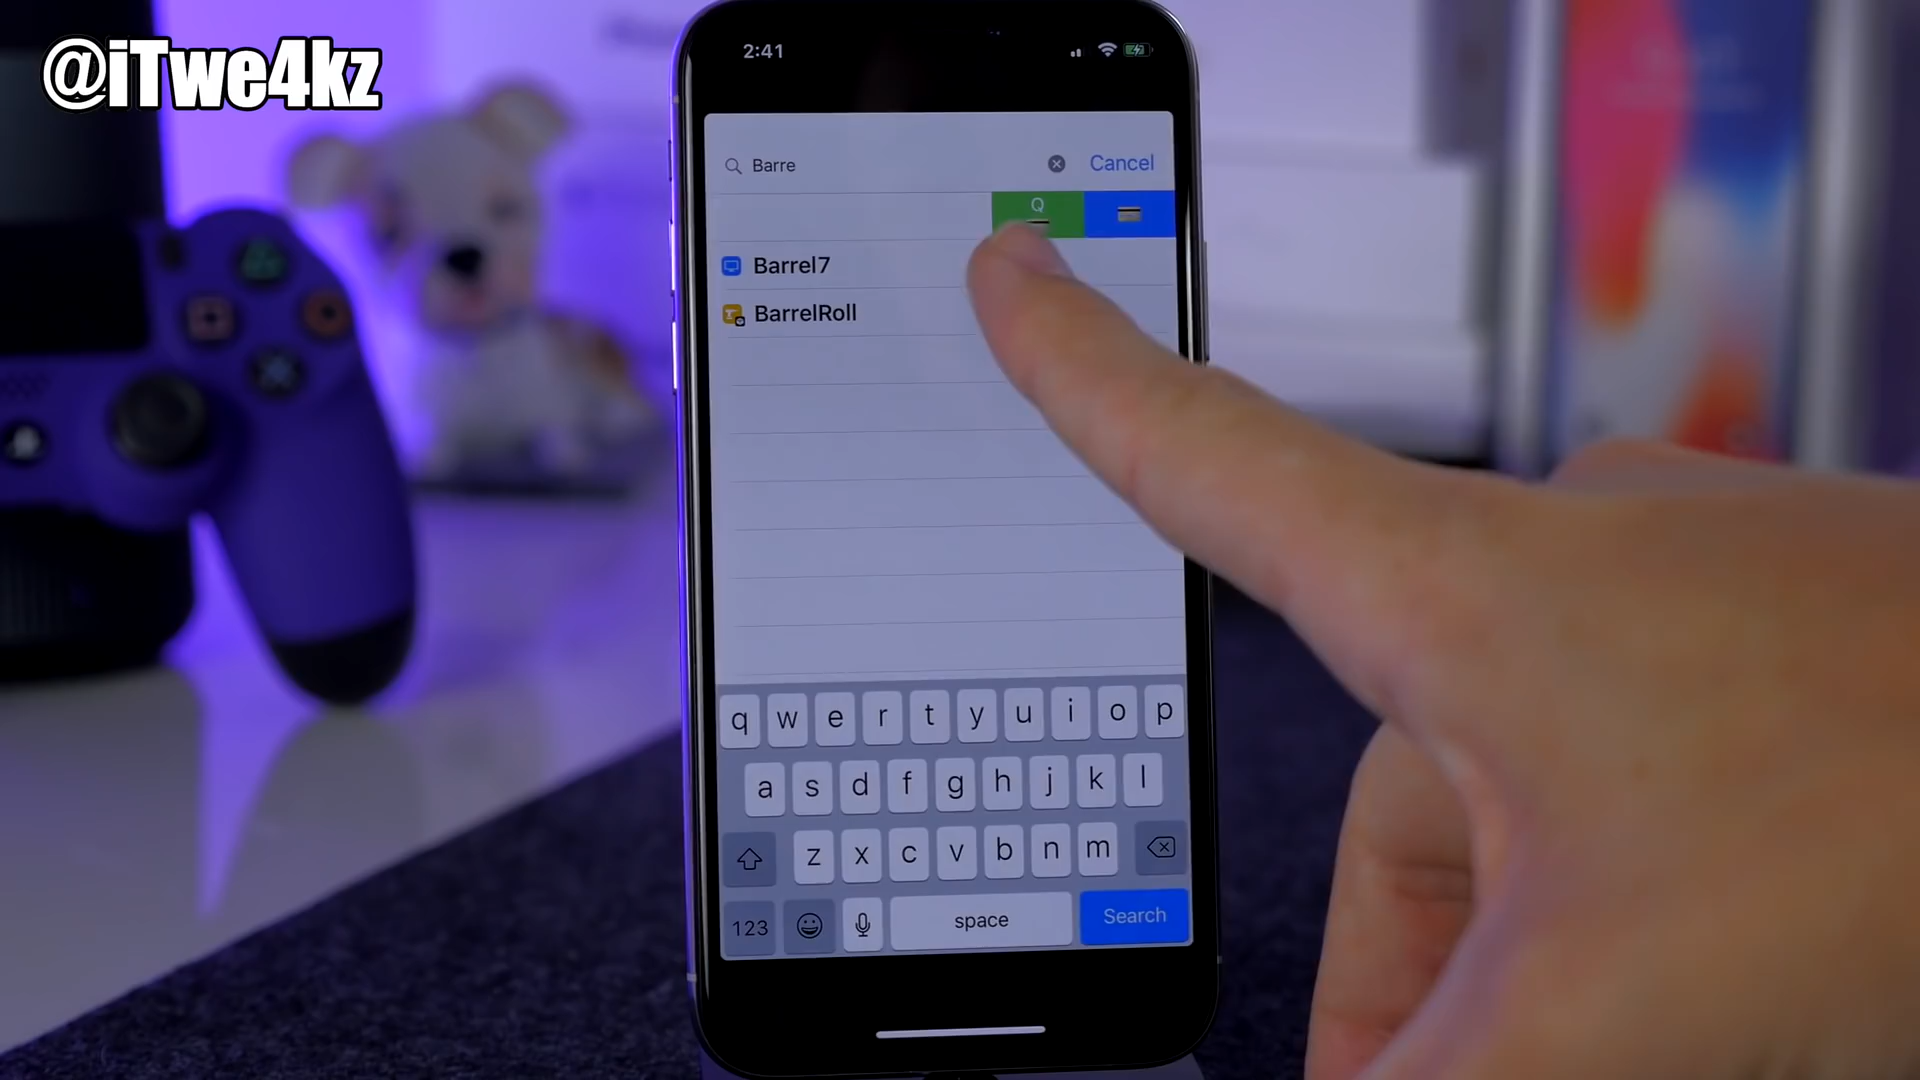 @iTwe4kz
2:41
Barre
Cancel
Q
Barrel7
BarrelRoll
q w e r t y u i o p
a s d f g h j k l
z x c v b n m
123 space Search